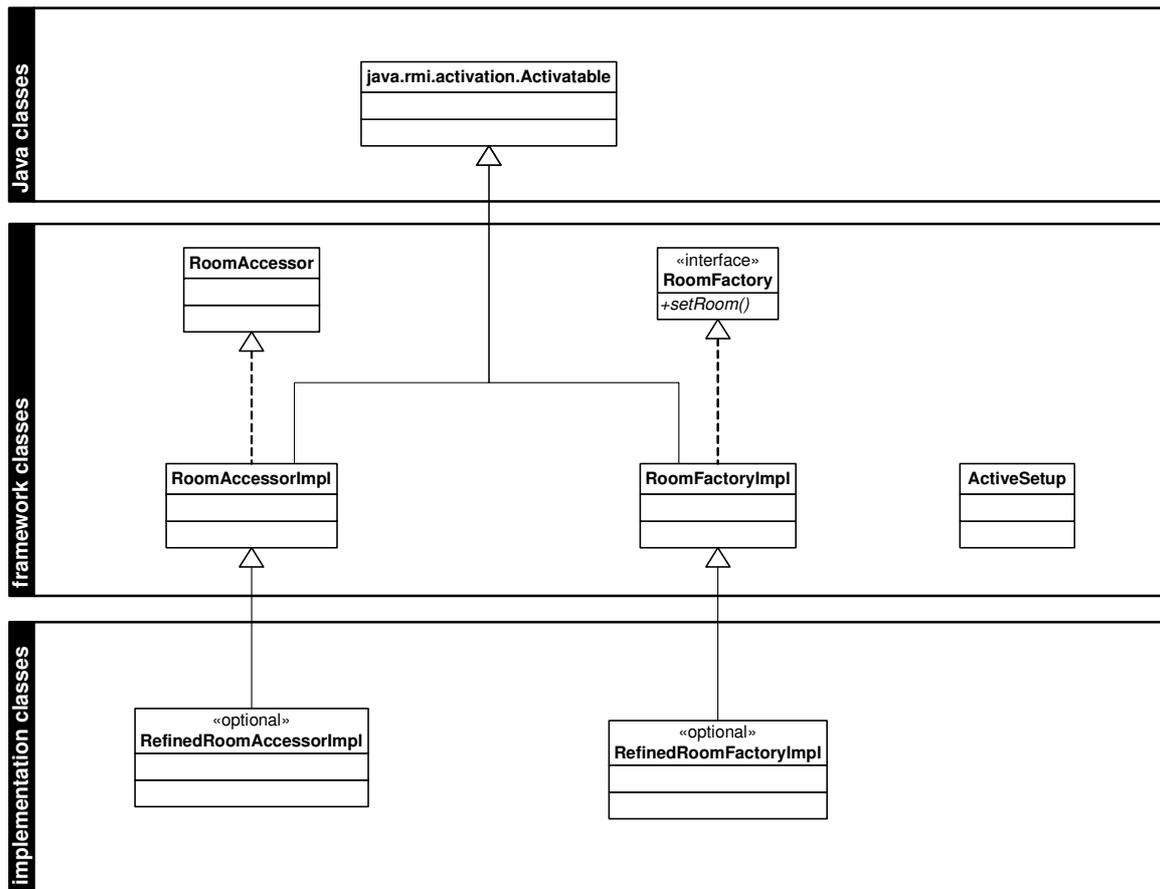 Java classes
java.rmi.activation.Activatable
framework classes
RoomAccessor
«interface»
RoomFactory
+setRoom()
RoomAccessorImpl
RoomFactoryImpl
ActiveSetup
implementation classes
«optional»
RefinedRoomAccessorImpl
«optional»
RefinedRoomFactoryImpl